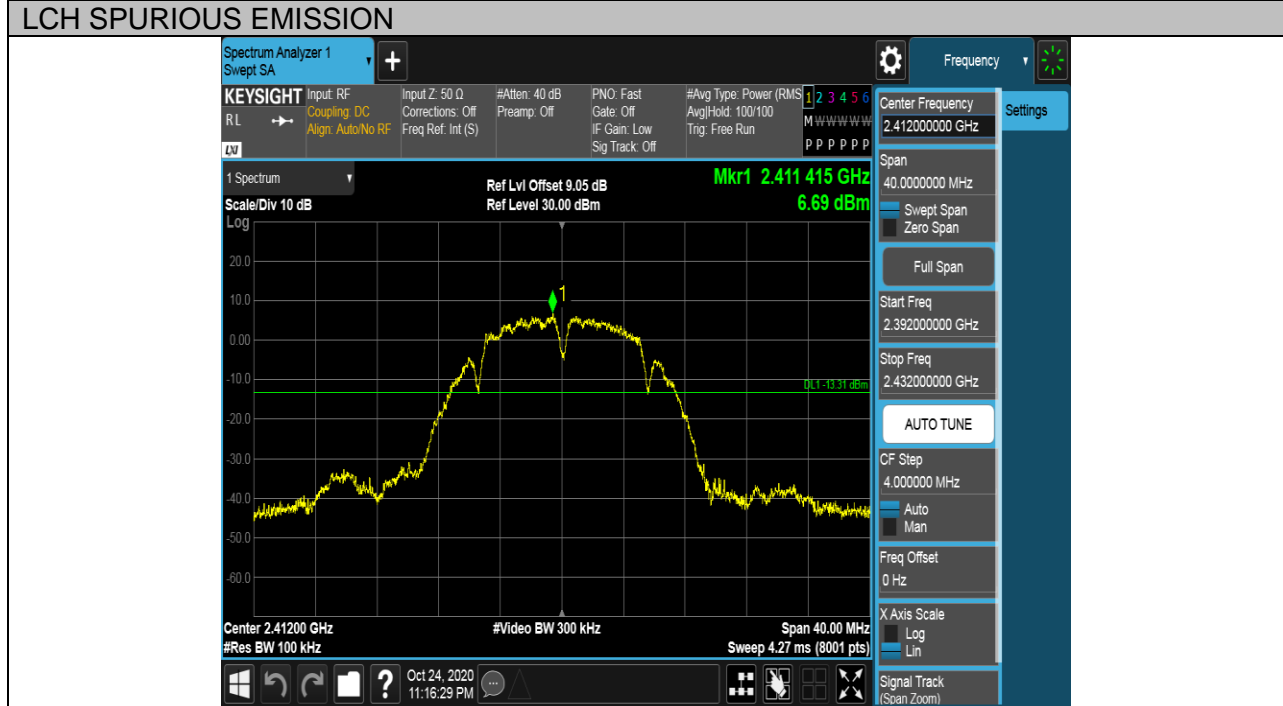 LCH SPURIOUS EMISSION
Spectrum Analyzer 1
Swept SA
Frequency
KEYSIGHT
RL
LXI
Input: RF
Coupling: DC
Align: Auto/No RF
Input Z: 50 Ω
Corrections: Off
Freq Ref: Int (S)
#Atten: 40 dB
Preamp: Off
PNO: Fast
Gate: Off
IF Gain: Low
Sig Track: Off
#Avg Type: Power (RMS
Avg|Hold: 100/100
Trig: Free Run
1 2 3 4 5 6
M W W W W W
P P P P P P
1 Spectrum
Scale/Div 10 dB
Ref Lvl Offset 9.05 dB
Ref Level 30.00 dBm
Mkr1 2.411 415 GHz
6.69 dBm
Log
20.0
10.0
0.00
-10.0
-20.0
-30.0
-40.0
-50.0
-60.0
1
DL1 -13.31 dBm
Center 2.41200 GHz
#Res BW 100 kHz
#Video BW 300 kHz
Span 40.00 MHz
Sweep 4.27 ms (8001 pts)
Center Frequency
2.412000000 GHz
Settings
Span
40.0000000 MHz
Swept Span
Zero Span
Full Span
Start Freq
2.392000000 GHz
Stop Freq
2.432000000 GHz
AUTO TUNE
CF Step
4.000000 MHz
Auto
Man
Freq Offset
0 Hz
X Axis Scale
Log
Lin
Signal Track
(Span Zoom)
?
Oct 24, 2020
11:16:29 PM